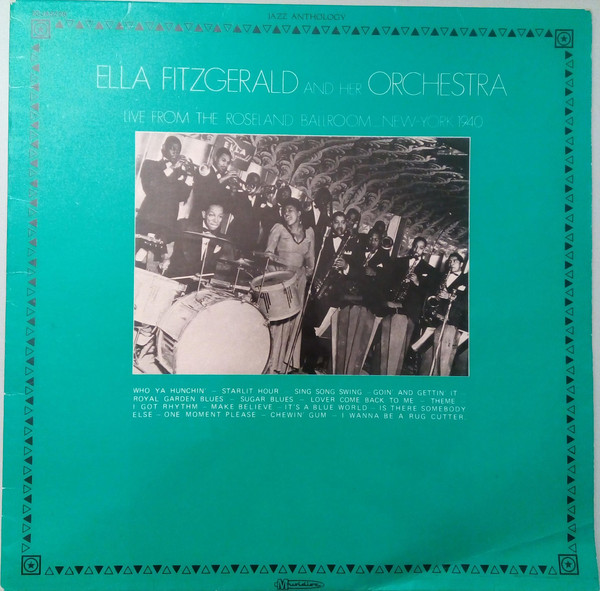 JAZZ ANTHOLOGY
ELLA FITZGERALD AND HER ORCHESTRA
LIVE FROM THE ROSELAND BALLROOM _ NEW-YORK 1940
WHO YA HUNCHIN' – STARLIT HOUR – SING SONG SWING – GOIN' AND GETTIN' IT
ROYAL GARDEN BLUES – SUGAR BLUES – LOVER COME BACK TO ME – THEME
I GOT RHYTHM – MAKE BELIEVE – IT'S A BLUE WORLD – IS THERE SOMEBODY
ELSE – ONE MOMENT PLEASE – CHEWIN' GUM – I WANNA BE A RUG CUTTER.
Musidisc